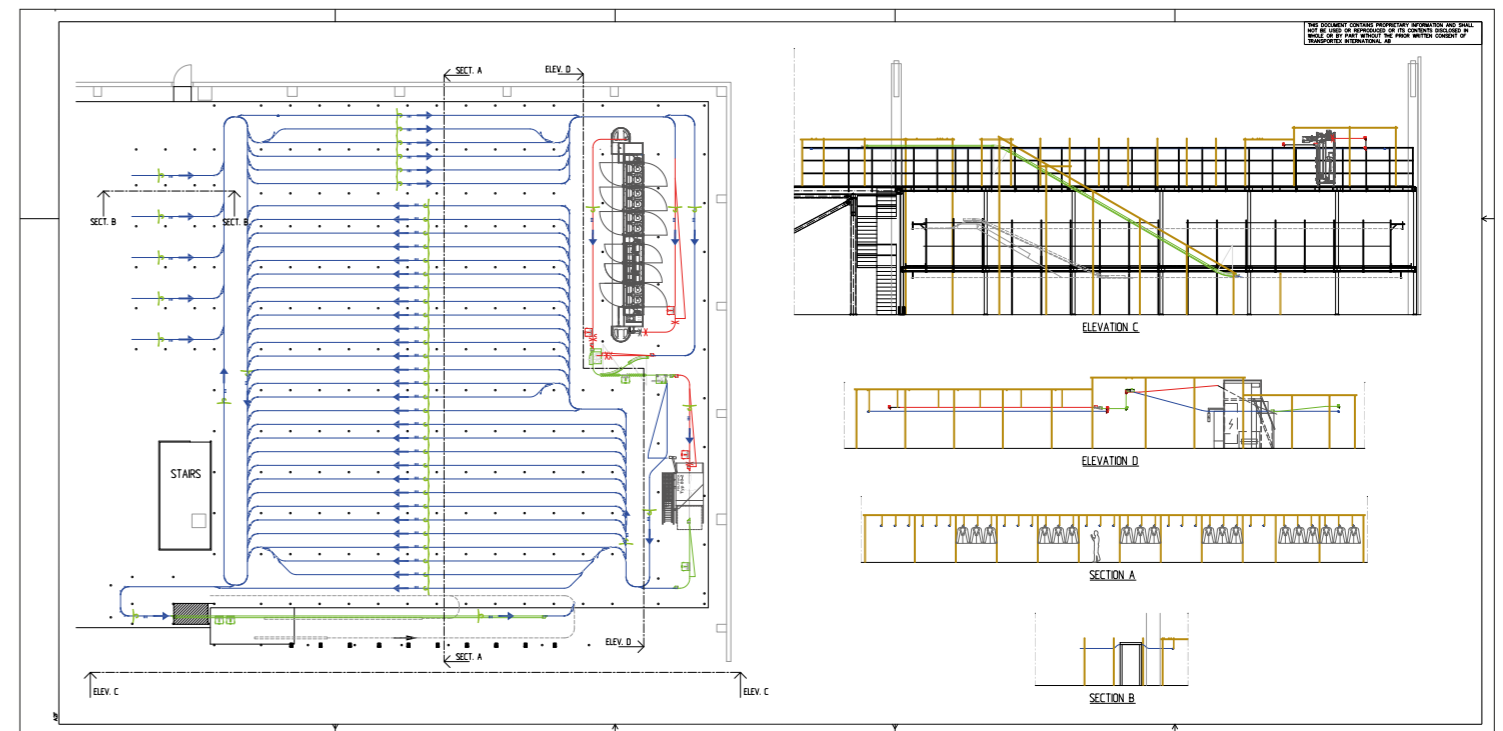 THIS DOCUMENT CONTAINS PROPRIETARY INFORMATION AND SHALL
NOT BE USED OR REPRODUCED OR ITS CONTENTS DISCLOSED IN
WHOLE OR BY PART WITHOUT THE PRIOR WRITTEN CONSENT OF
TRANSPORTEX INTERNATIONAL AB
SECT. A
ELEV. D
SECT. B
SECT. B
STAIRS
ELEV. D
SECT. A
ELEV. C
ELEV. C
ELEVATION C
ELEVATION D
SECTION A
SECTION B